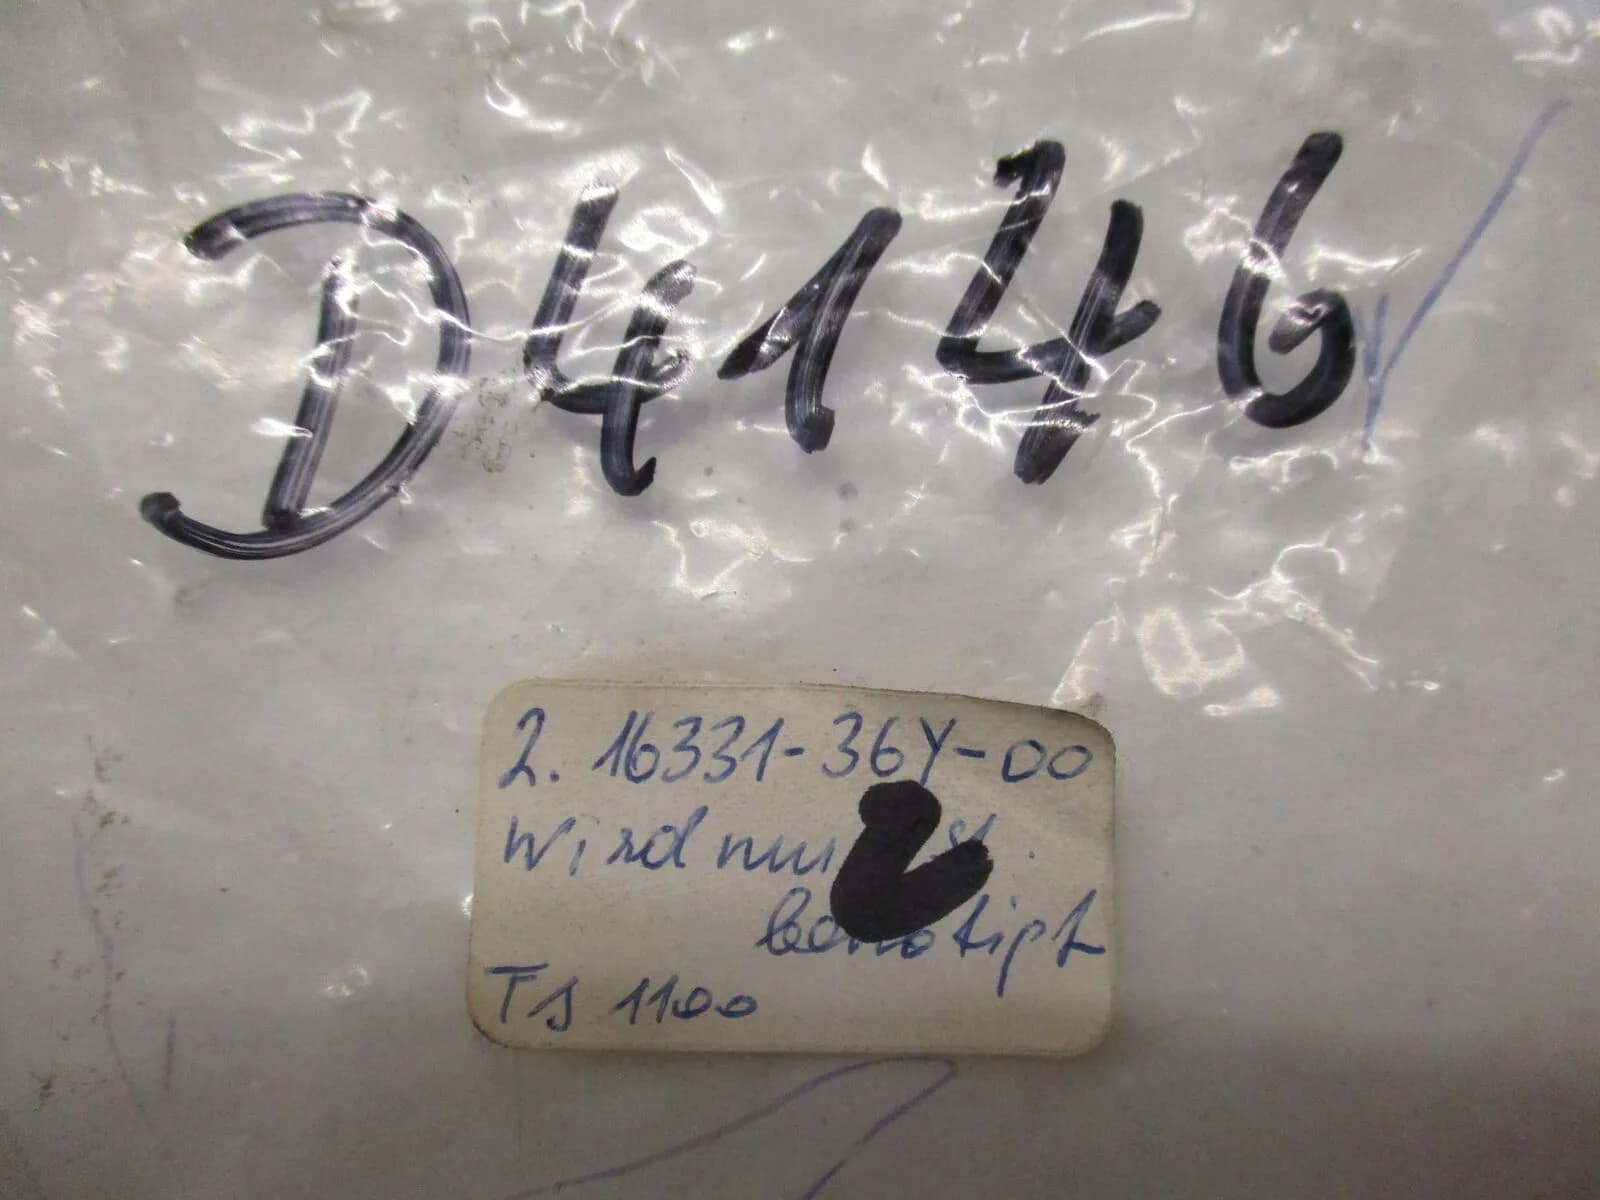 D4146
2. 16331-36Y-00
Wird nur
benötigt
TS 1100